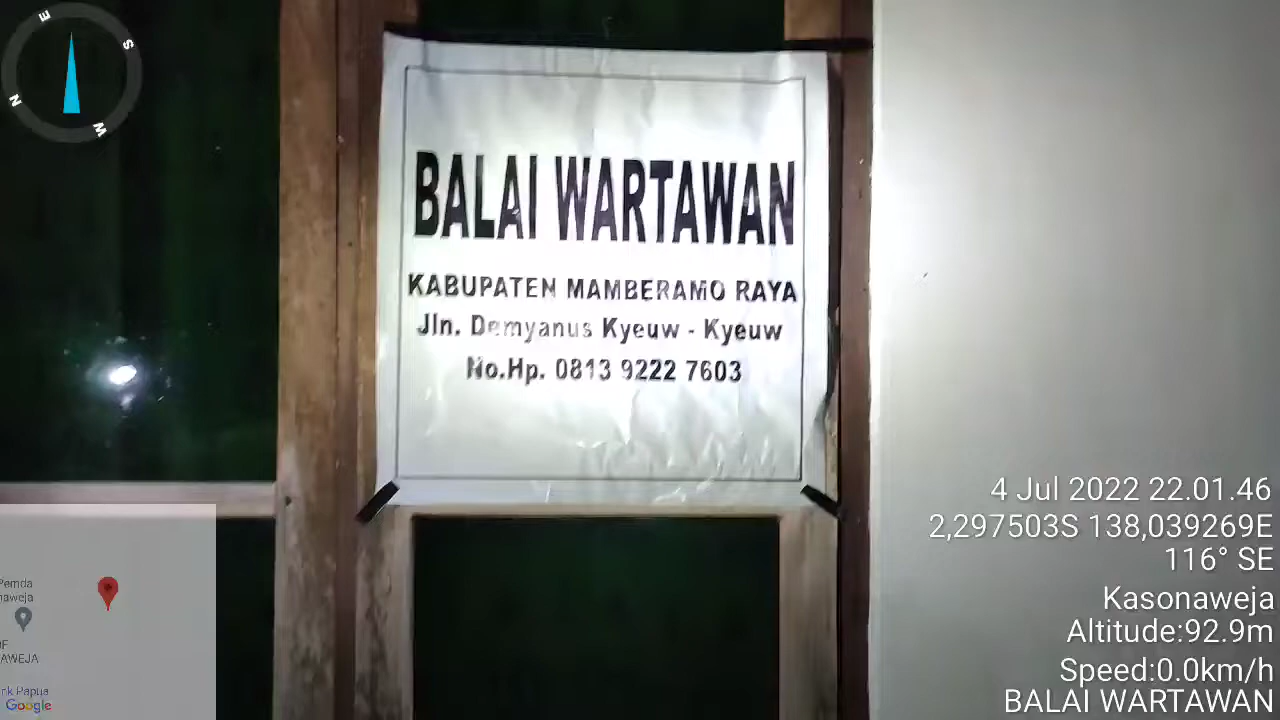 E
S
N
W
BALAI WARTAWAN
KABUPATEN MAMBERAMO RAYA
Jln. Demyanus Kyeuw - Kyeuw
No.Hp. 0813 9222 7603
4 Jul 2022 22.01.46
2,297503S 138,039269E
116° SE
Kasonaweja
Altitude:92.9m
Speed:0.0km/h
BALAI WARTAWAN
Pemda
naweja
AWEJA
nk Papua
Google